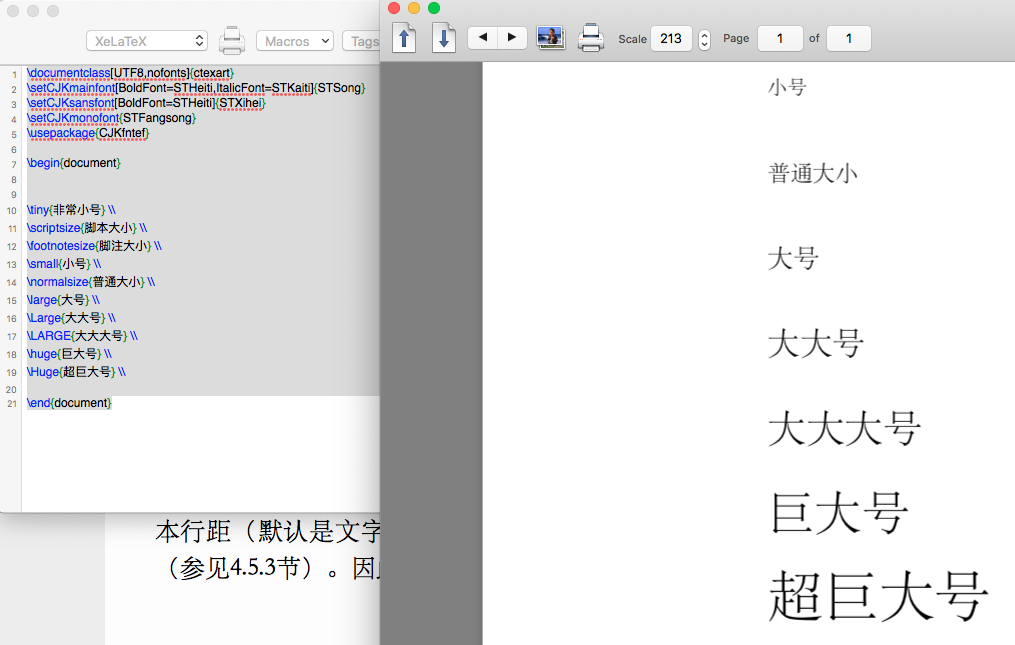 XeLaTeX
Macros
Tags
1 \documentclass[UTF8,nofonts]{ctexart}
2 \setCJKmainfont[BoldFont=STHeiti,ItalicFont=STKaiti]{STSong}
3 \setCJKsansfont[BoldFont=STHeiti]{STXihei}
4 \setCJKmonofont{STFangsong}
5 \usepackage{CJKfntef}
6
7 \begin{document}
8
9
10 \tiny{非常小号} \\
11 \scriptsize{脚本大小} \\
12 \footnotesize{脚注大小} \\
13 \small{小号} \\
14 \normalsize{普通大小} \\
15 \large{大号} \\
16 \Large{大大号} \\
17 \LARGE{大大大号} \\
18 \huge{巨大号} \\
19 \Huge{超巨大号} \\
20
21 \end{document}
本行距（默认是文字
（参见4.5.3节）。因
Scale 213 Page 1 of 1
小号
普通大小
大号
大大号
大大大号
巨大号
超巨大号